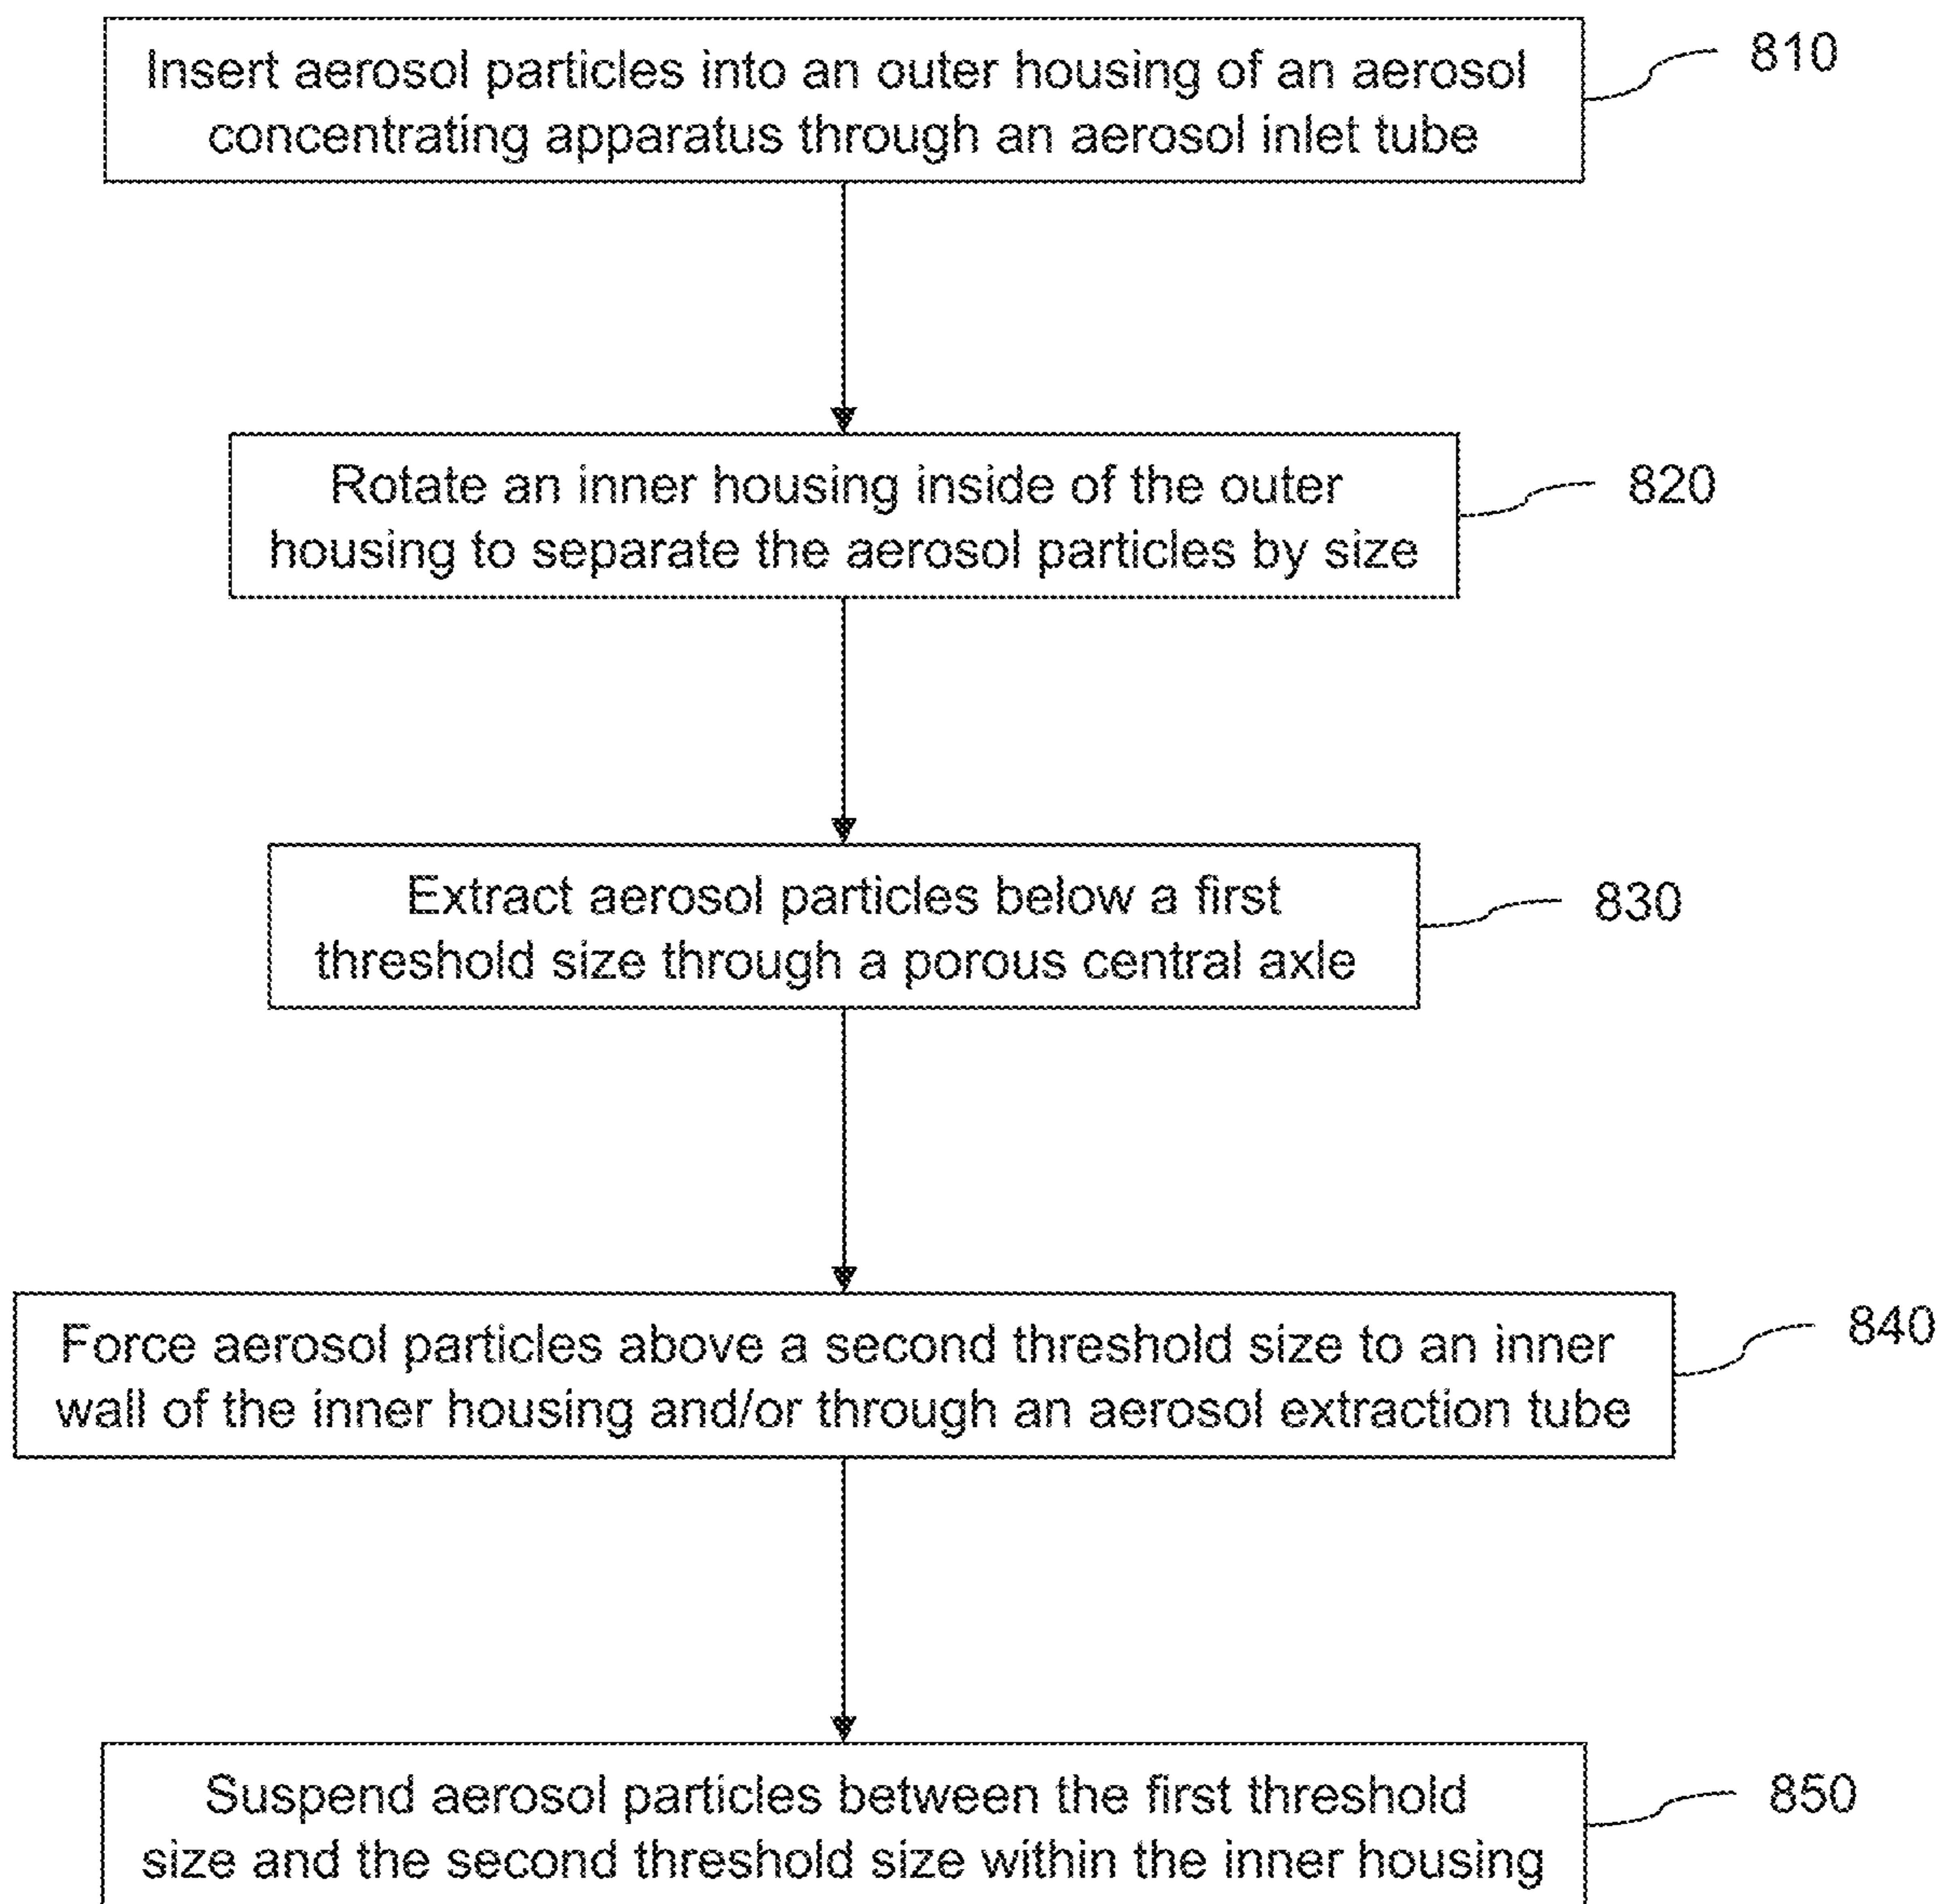 Insert aerosol particles into an outer housing of an aerosol
concentrating apparatus through an aerosol inlet tube
810
Rotate an inner housing inside of the outer
housing to separate the aerosol particles by size
820
Extract aerosol particles below a first
threshold size through a porous central axle
830
Force aerosol particles above a second threshold size to an inner
wall of the inner housing and/or through an aerosol extraction tube
840
Suspend aerosol particles between the first threshold
size and the second threshold size within the inner housing
850